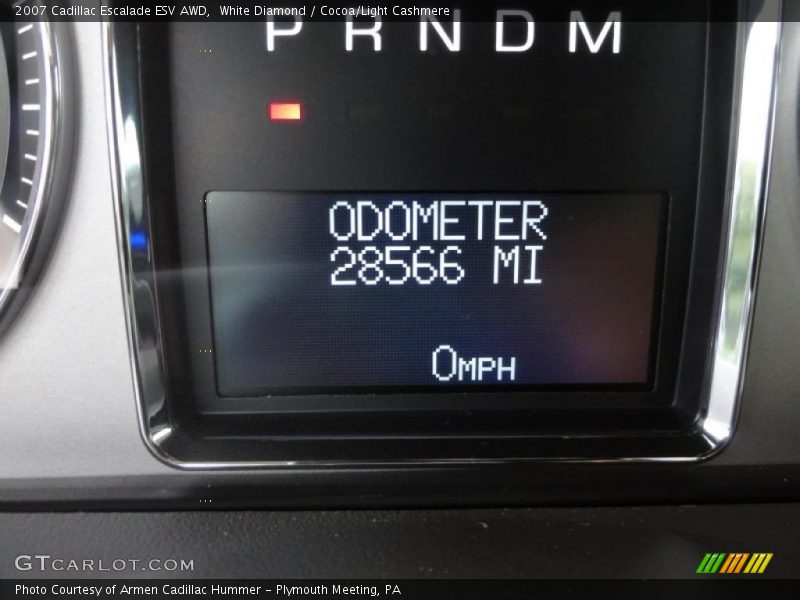 2007 Cadillac Escalade ESV AWD,  White Diamond / Cocoa/Light Cashmere
P R N D M
ODOMETER
28566 MI
0MPH
GTCARLOT.COM
Photo Courtesy of Armen Cadillac Hummer - Plymouth Meeting, PA